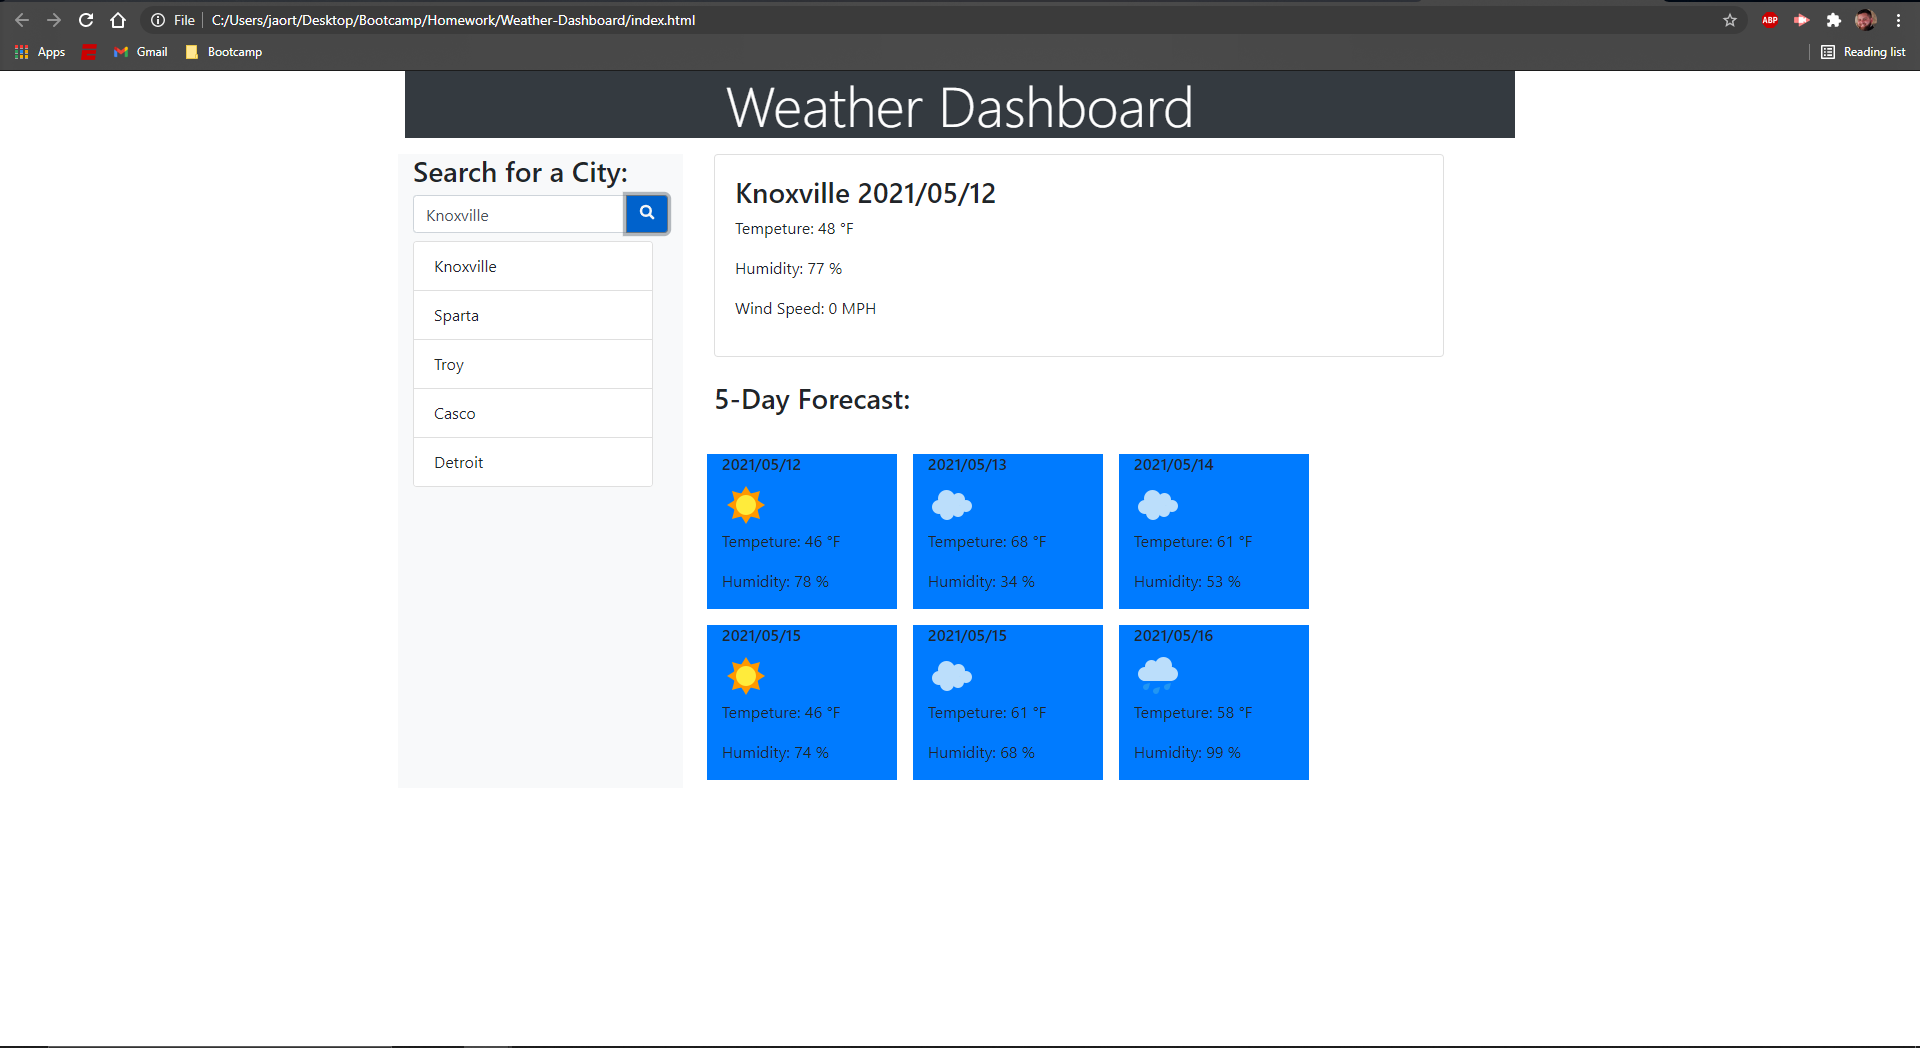 File C:/Users/jaort/Desktop/Bootcamp/Homework/Weather-Dashboard/index.html ABP
Apps Gmail Bootcamp Reading list
Weather Dashboard
Search for a City:
Knoxville
Knoxville
Sparta
Troy
Casco
Detroit
Knoxville 2021/05/12
Tempeture: 48 °F
Humidity: 77 %
Wind Speed: 0 MPH
5-Day Forecast:
2021/05/12
Tempeture: 46 °F
Humidity: 78 %
2021/05/13
Tempeture: 68 °F
Humidity: 34 %
2021/05/14
Tempeture: 61 °F
Humidity: 53 %
2021/05/15
Tempeture: 46 °F
Humidity: 74 %
2021/05/15
Tempeture: 61 °F
Humidity: 68 %
2021/05/16
Tempeture: 58 °F
Humidity: 99 %